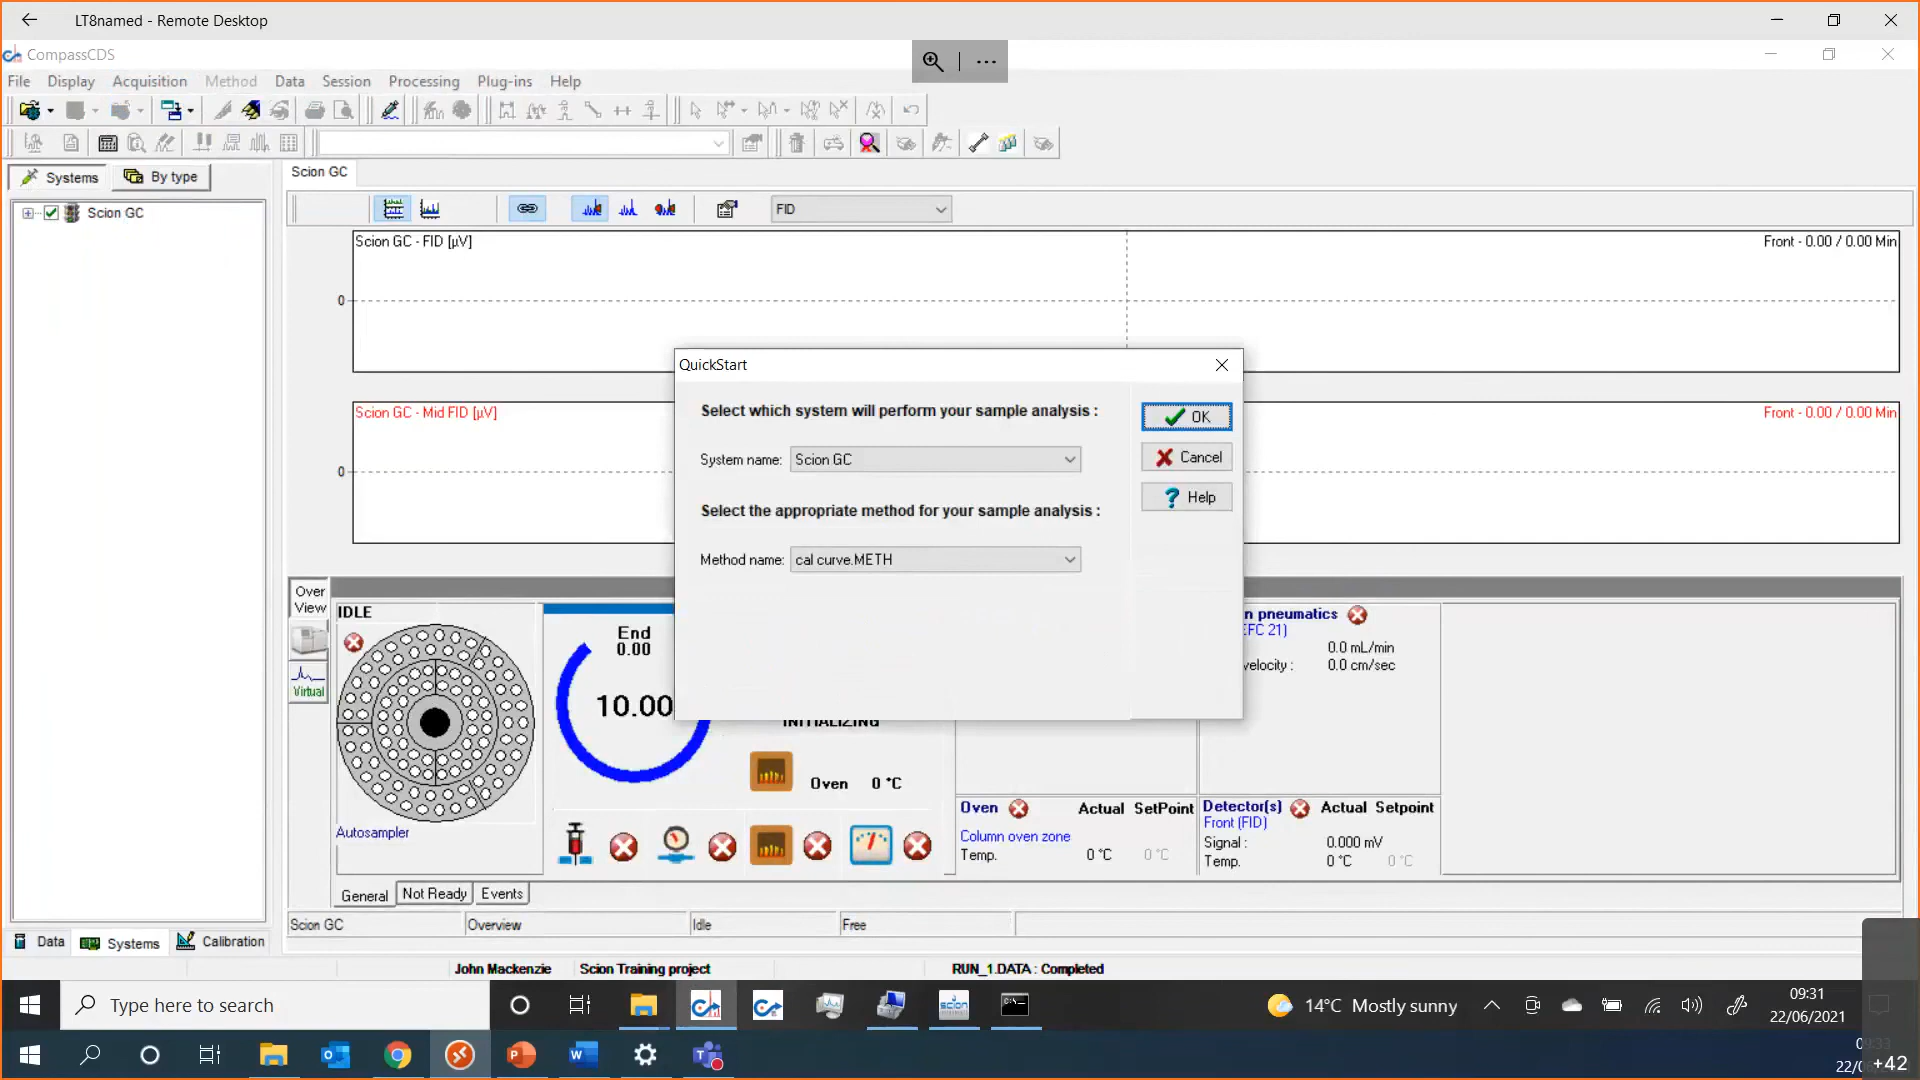 LT8named - Remote Desktop
CompassCDS
File Display Acquisition Method Data Session Processing Plug-ins Help
Systems By type
Scion GC
Scion GC
FID
Scion GC - FID [µV]
Front - 0.00 / 0.00 Min
0
Scion GC - Mid FID [µV]
Front - 0.00 / 0.00 Min
0
QuickStart
Select which system will perform your sample analysis :
System name: Scion GC
Select the appropriate method for your sample analysis :
Method name: cal curve.METH
OK
Cancel
Help
Over
View
Virtual
IDLE
Autosampler
End
0.00
10.00
INITIALIZING
Oven 0 °C
n pneumatics
EFC 21)
0.0 mL/min
velocity : 0.0 cm/sec
Oven Actual SetPoint
Column oven zone
Temp. 0 °C 0 °C
Detector(s) Actual Setpoint
Front (FID)
Signal : 0.000 mV
Temp. 0 °C 0 °C
General Not Ready Events
Scion GC Overview Idle Free
Data Systems Calibration
John Mackenzie Scion Training project RUN_1.DATA : Completed
Type here to search
scion
14°C Mostly sunny
09:31
22/06/2021
+42